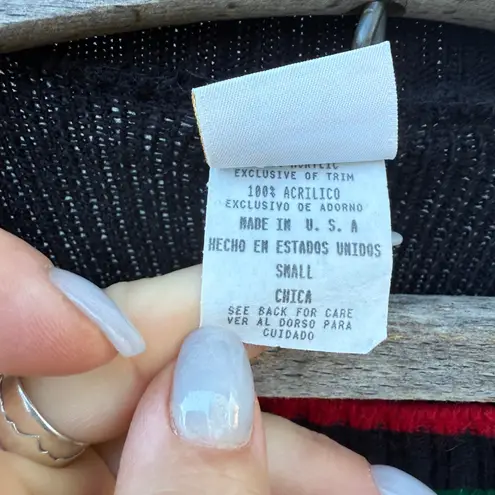 ACRYLIC
EXCLUSIVE OF TRIM
100% ACRILICO
EXCLUSIVO DE ADORNO
MADE IN U. S. A
HECHO EN ESTADOS UNIDOS
SMALL
CHICA
SEE BACK FOR CARE
VER AL DORSO PARA
CUIDADO